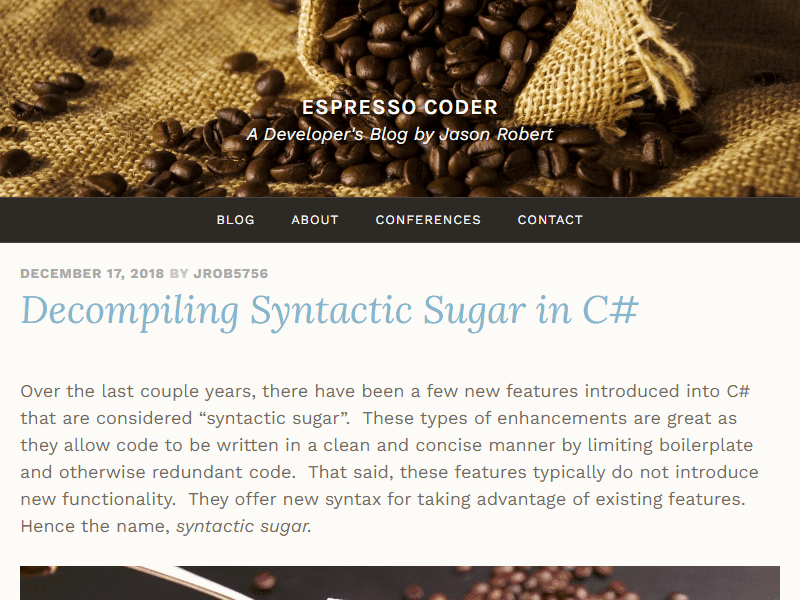 ESPRESSO CODER
A Developer's Blog by Jason Robert
BLOG ABOUT CONFERENCES CONTACT
DECEMBER 17, 2018 BY JROB5756
Decompiling Syntactic Sugar in C#
Over the last couple years, there have been a few new features introduced into C#
that are considered “syntactic sugar”.  These types of enhancements are great as
they allow code to be written in a clean and concise manner by limiting boilerplate
and otherwise redundant code.  That said, these features typically do not introduce
new functionality.  They offer new syntax for taking advantage of existing features.
Hence the name, syntactic sugar.